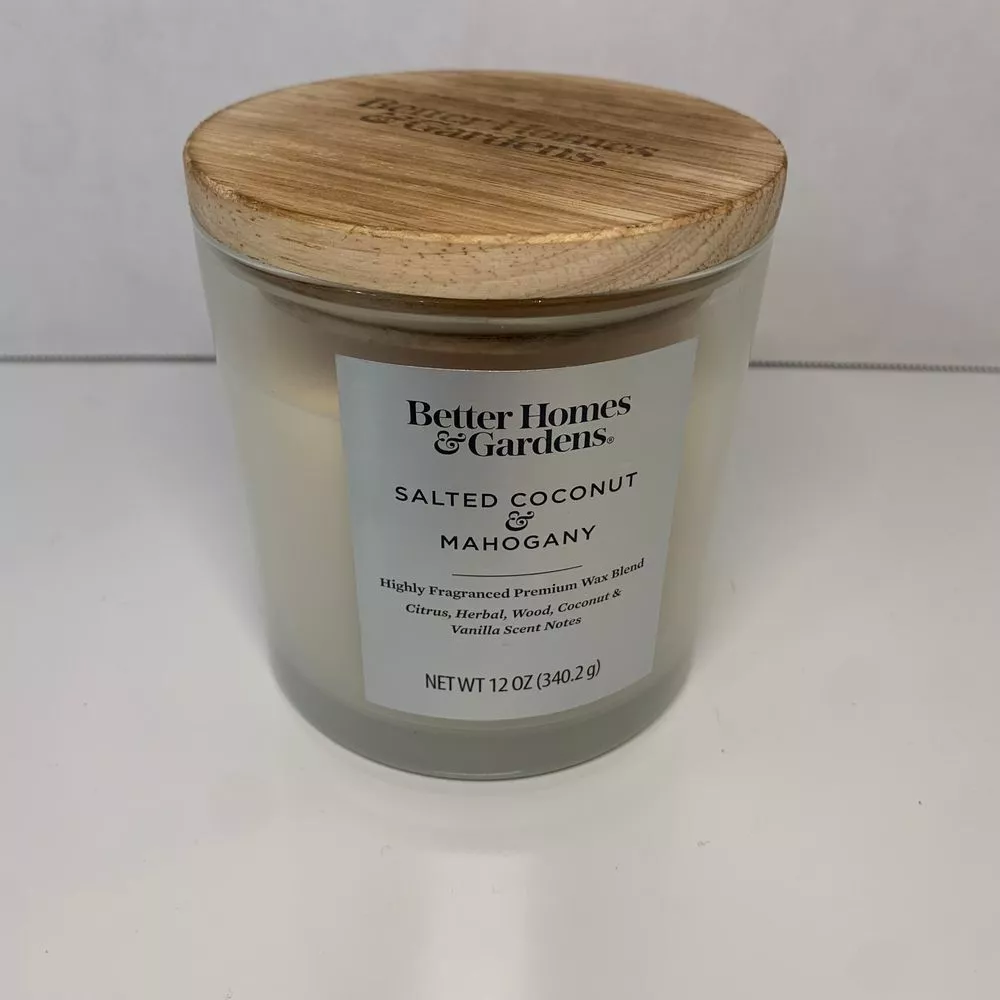 Better Homes
& Gardens®
Better Homes
& Gardens®
SALTED COCONUT
&
MAHOGANY
Highly Fragranced Premium Wax Blend
Citrus, Herbal, Wood, Coconut &
Vanilla Scent Notes
NET WT 12 OZ (340.2 g)